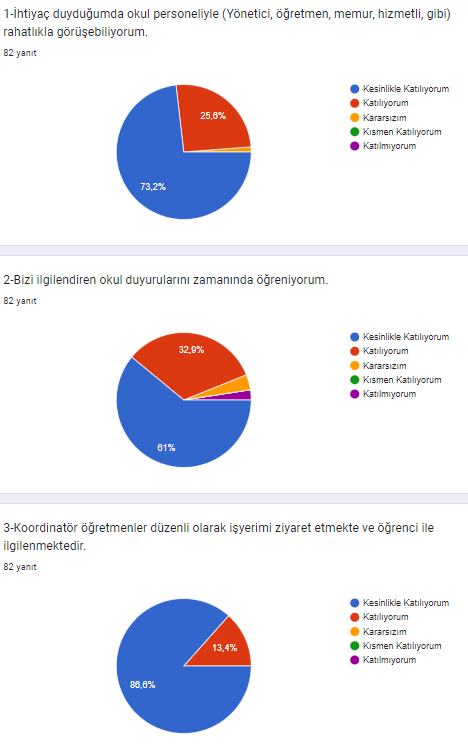 1-İhtiyaç duyduğumda okul personeliyle (Yönetici, öğretmen, memur, hizmetli, gibi)
rahatlıkla görüşebiliyorum.
82 yanıt
Kesinlikle Katılıyorum
Katılıyorum
Kararsızım
Kısmen Katılıyorum
Katılmıyorum
25,6%
73,2%
2-Bizi ilgilendiren okul duyurularını zamanında öğreniyorum.
82 yanıt
Kesinlikle Katılıyorum
Katılıyorum
Kararsızım
Kısmen Katılıyorum
Katılmıyorum
32,9%
61%
3-Koordinatör öğretmenler düzenli olarak işyerimi ziyaret etmekte ve öğrenci ile
ilgilenmektedir.
82 yanıt
Kesinlikle Katılıyorum
Katılıyorum
Kararsızım
Kısmen Katılıyorum
Katılmıyorum
13,4%
86,6%